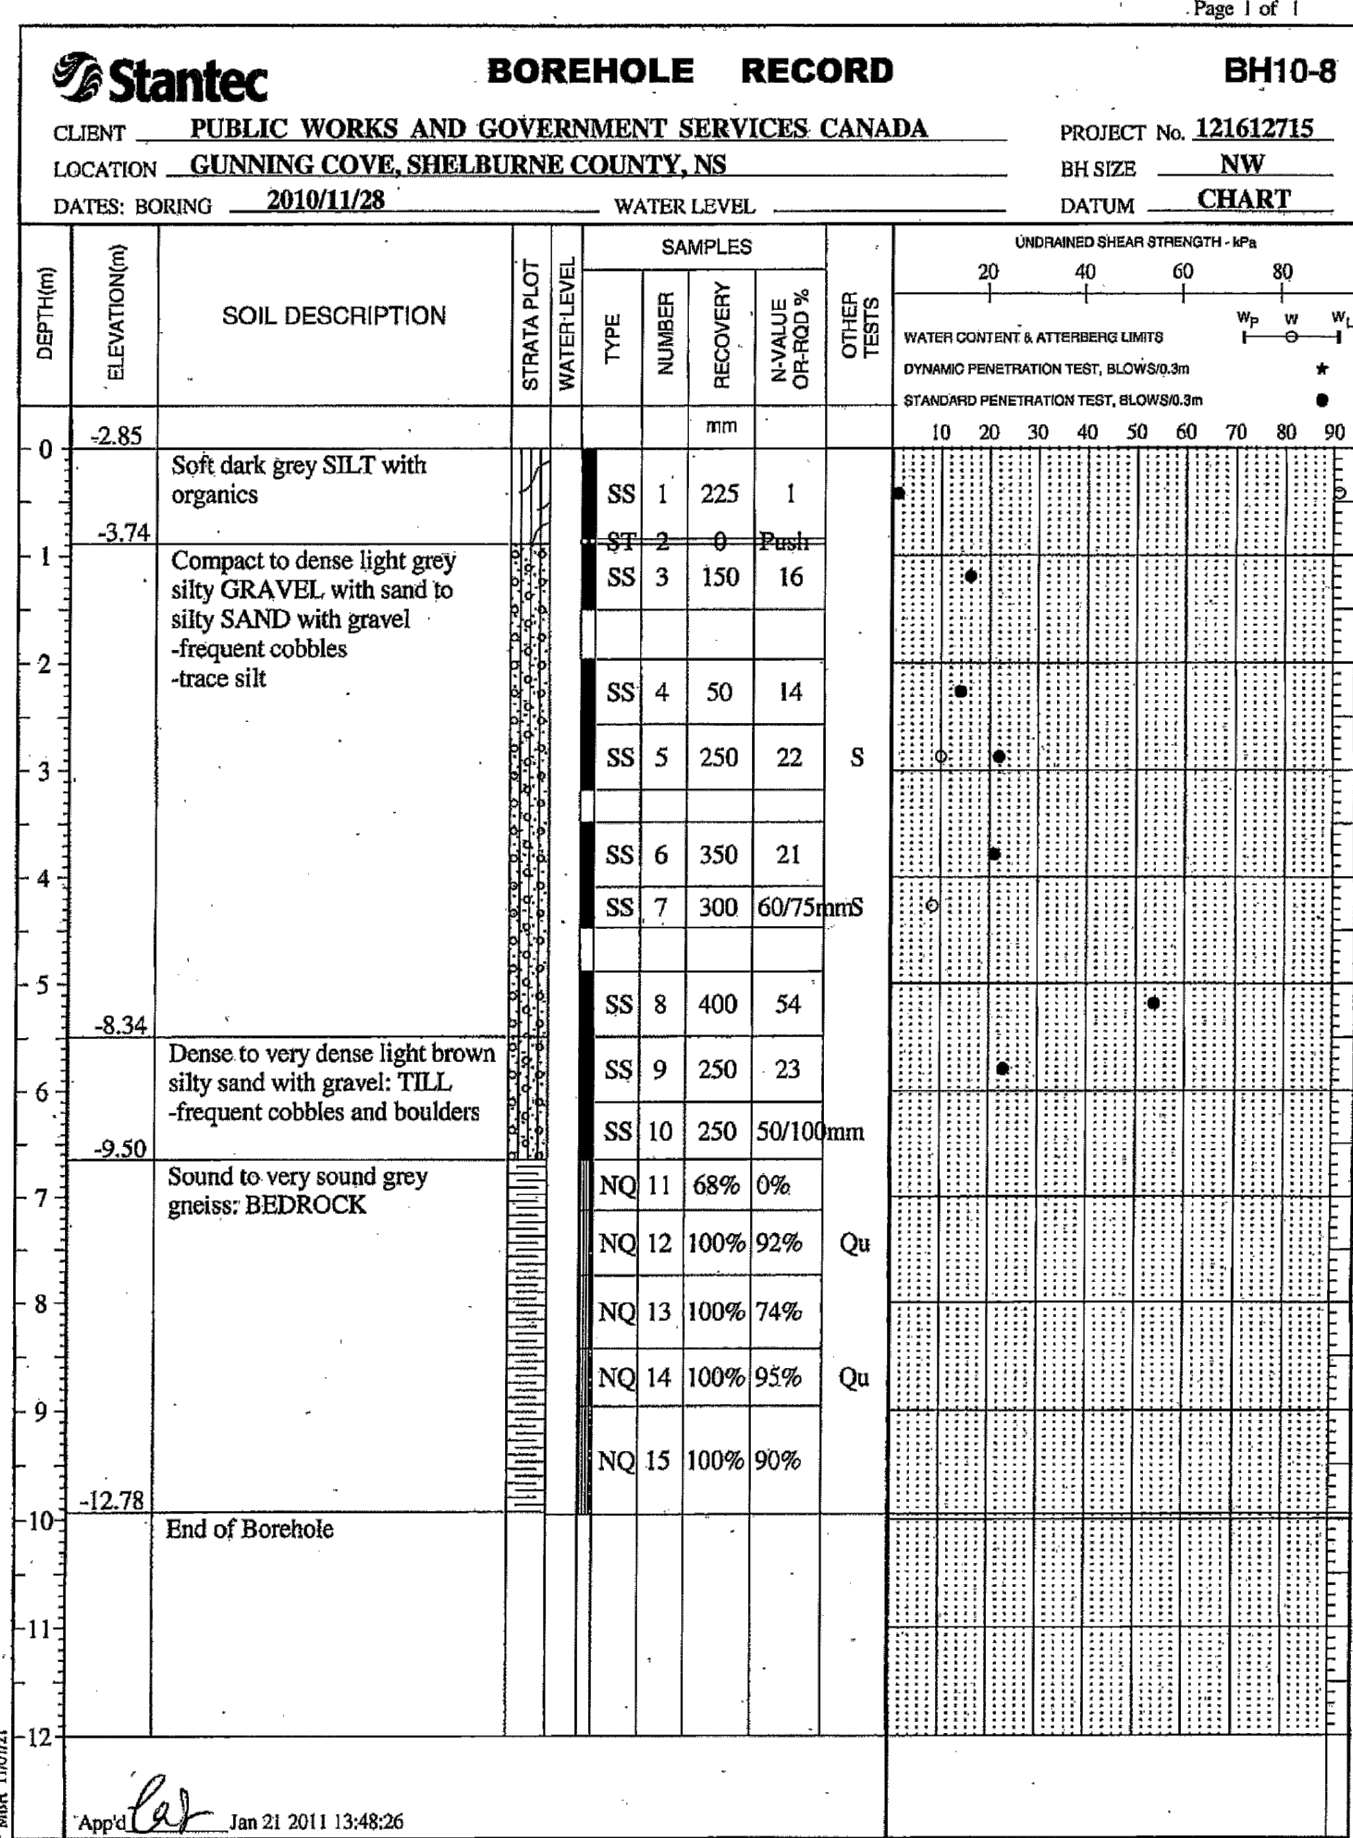 Page 1 of 1
Stantec
BOREHOLE RECORD
BH10-8
CLIENT PUBLIC WORKS AND GOVERNMENT SERVICES CANADA
PROJECT No. 121612715
LOCATION GUNNING COVE, SHELBURNE COUNTY, NS
BH SIZE NW
DATES: BORING 2010/11/28 WATER LEVEL
DATUM CHART
DEPTH(m)
ELEVATION(m)
SOIL DESCRIPTION
STRATA PLOT
WATER-LEVEL
SAMPLES
TYPE
NUMBER
RECOVERY
N-VALUE
OR-RQD %
OTHER
TESTS
UNDRAINED SHEAR STRENGTH - kPa
20 40 60 80
WP W WL
WATER CONTENT & ATTERBERG LIMITS
DYNAMIC PENETRATION TEST, BLOWS/0.3m ★
STANDARD PENETRATION TEST, BLOWS/0.3m ●
mm
10 20 30 40 50 60 70 80 90
-2.85
0
Soft dark grey SILT with
organics
SS 1 225 1
-3.74
ST 2 0 Push
1
Compact to dense light grey
silty GRAVEL with sand to
silty SAND with gravel
-frequent cobbles
-trace silt
SS 3 150 16
2
SS 4 50 14
SS 5 250 22 S
3
SS 6 350 21
4
SS 7 300 60/75mm S
5
SS 8 400 54
-8.34
Dense to very dense light brown
silty sand with gravel: TILL
-frequent cobbles and boulders
SS 9 250 23
6
SS 10 250 50/100mm
-9.50
Sound to very sound grey
gneiss: BEDROCK
NQ 11 68% 0%
7
NQ 12 100% 92% Qu
8
NQ 13 100% 74%
NQ 14 100% 95% Qu
9
NQ 15 100% 90%
-12.78
10
End of Borehole
11
12
App'd Jan 21 2011 13:48:26